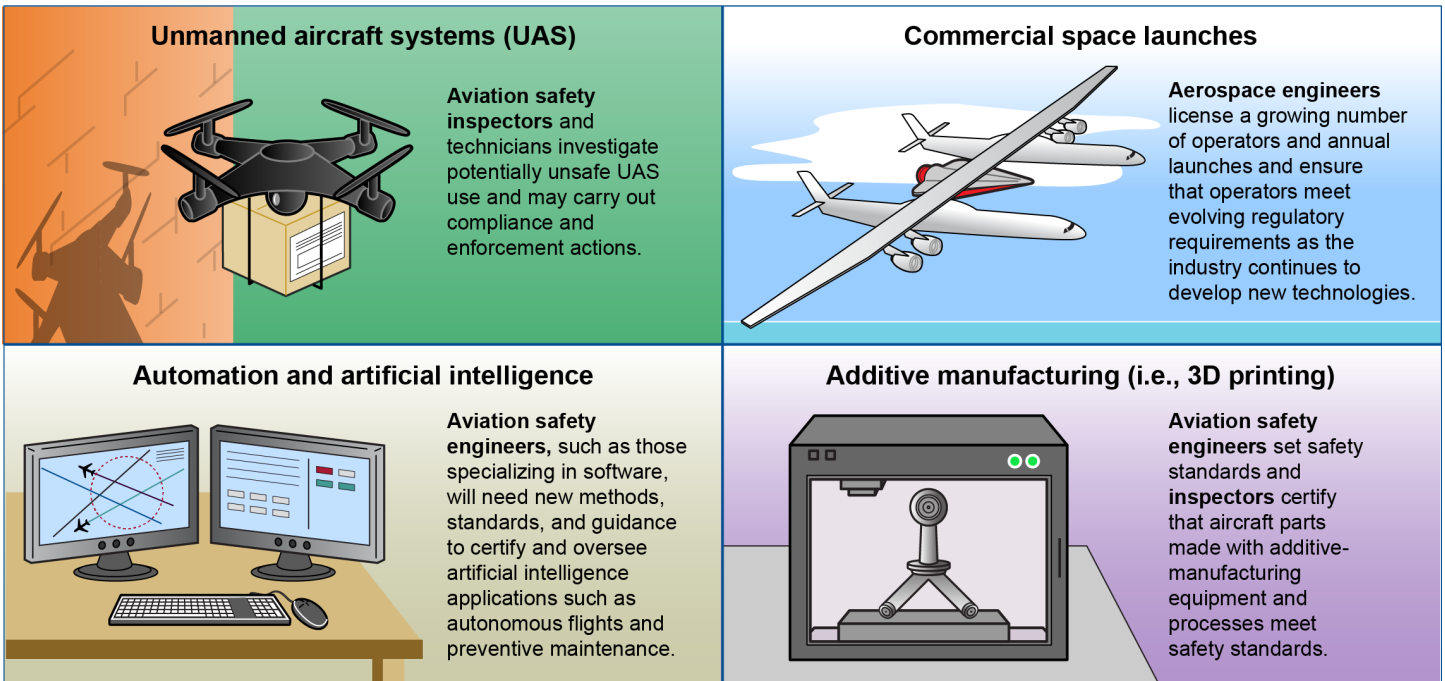 Unmanned aircraft systems (UAS)
Aviation safety
inspectors and
technicians investigate
potentially unsafe UAS
use and may carry out
compliance and
enforcement actions.
Commercial space launches
Aerospace engineers
license a growing number
of operators and annual
launches and ensure
that operators meet
evolving regulatory
requirements as the
industry continues to
develop new technologies.
Automation and artificial intelligence
Aviation safety
engineers, such as those
specializing in software,
will need new methods,
standards, and guidance
to certify and oversee
artificial intelligence
applications such as
autonomous flights and
preventive maintenance.
Additive manufacturing (i.e., 3D printing)
Aviation safety
engineers set safety
standards and
inspectors certify
that aircraft parts
made with additive-
manufacturing
equipment and
processes meet
safety standards.